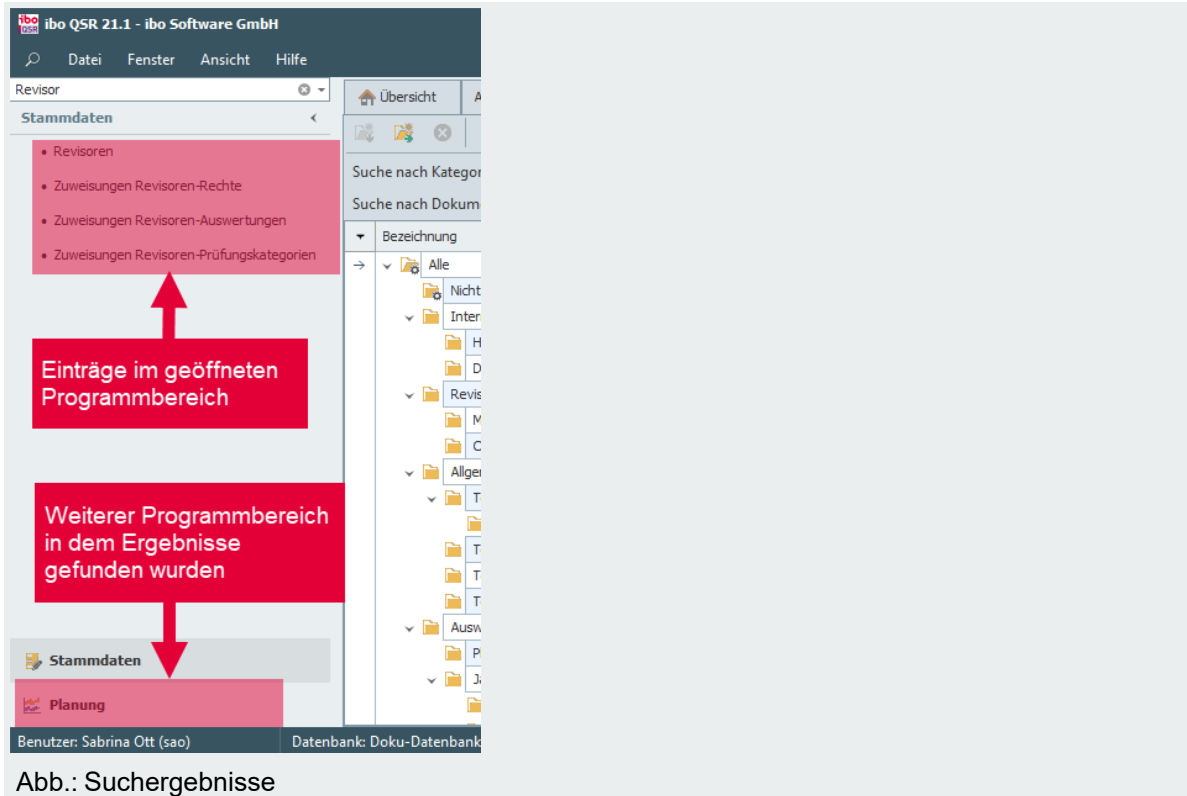 ibo QSR 21.1 - ibo Software GmbH
Datei Fenster Ansicht Hilfe
Revisor
Stammdaten
Revisoren
Zuweisungen Revisoren-Rechte
Zuweisungen Revisoren-Auswertungen
Zuweisungen Revisoren-Prüfungskategorien
Einträge im geöffneten
Programmbereich
Weiterer Programmbereich
in dem Ergebnisse
gefunden wurden
Stammdaten
Planung
Übersicht A
Suche nach Kategor
Suche nach Dokum
Bezeichnung
Alle
Nicht
Inter
H
D
Revis
M
O
Allger
T
T
T
T
Ausw
P
Ja
Benutzer: Sabrina Ott (sao) Datenbank: Doku-Datenbank
Abb.: Suchergebnisse